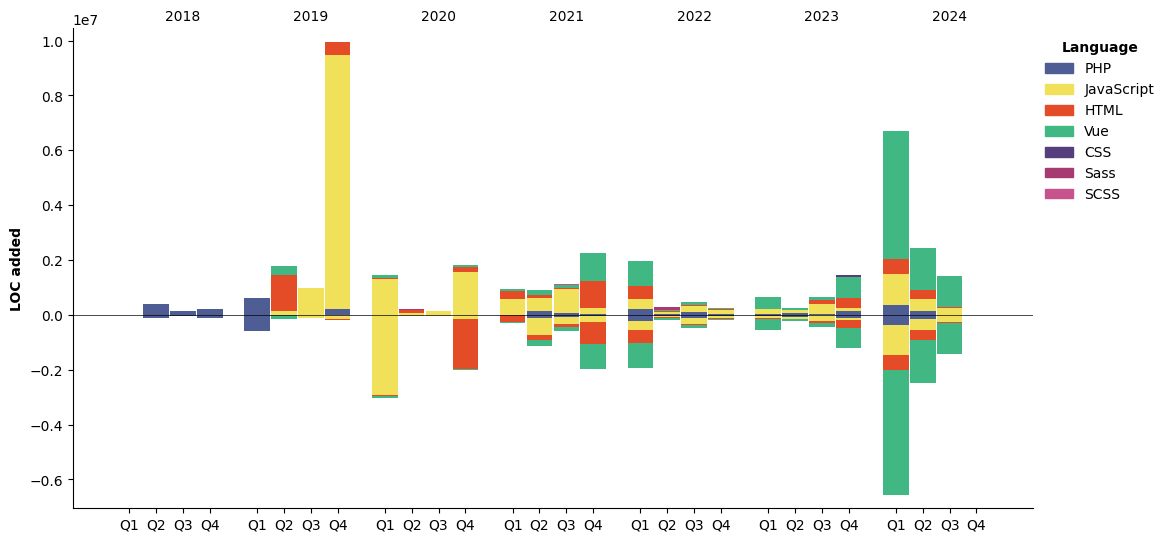 1e7
2018 2019 2020 2021 2022 2023 2024
LOC added
1.0
0.8
0.6
0.4
0.2
0.0
−0.2
−0.4
−0.6
Q1 Q2 Q3 Q4 Q1 Q2 Q3 Q4 Q1 Q2 Q3 Q4 Q1 Q2 Q3 Q4 Q1 Q2 Q3 Q4 Q1 Q2 Q3 Q4 Q1 Q2 Q3 Q4
Language
PHP
JavaScript
HTML
Vue
CSS
Sass
SCSS